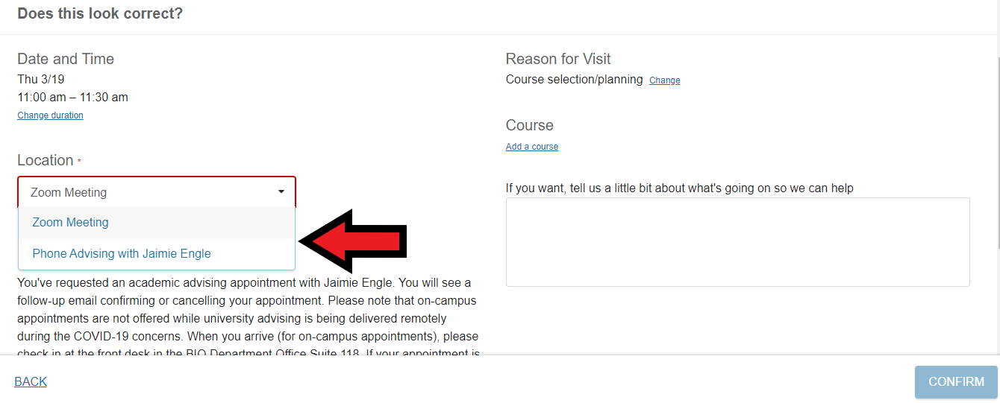 Does this look correct?
Date and Time
Thu 3/19
11:00 am – 11:30 am
Change duration
Location *
Zoom Meeting
Zoom Meeting
Phone Advising with Jaimie Engle
You've requested an academic advising appointment with Jaimie Engle. You will see a
follow-up email confirming or cancelling your appointment. Please note that on-campus
appointments are not offered while university advising is being delivered remotely
during the COVID-19 concerns. When you arrive (for on-campus appointments), please
check in at the front desk in the BIO Department Office Suite 118. If your appointment is
Reason for Visit
Course selection/planning Change
Course
Add a course
If you want, tell us a little bit about what's going on so we can help
BACK
CONFIRM